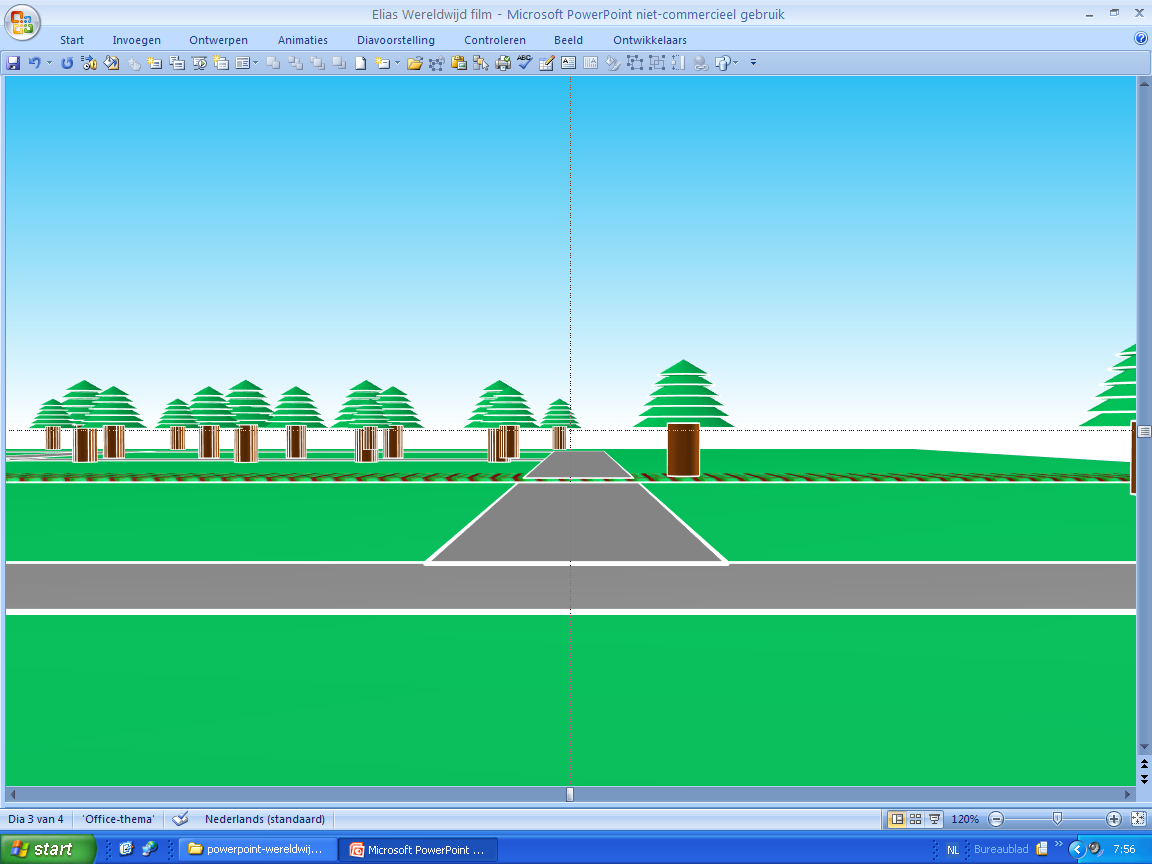 Elias Wereldwijd film - Microsoft PowerPoint niet-commercieel gebruik
Start Invoegen Ontwerpen Animaties Diavoorstelling Controleren Beeld Ontwikkelaars
ABC
Dia 3 van 4 'Office-thema' Nederlands (standaard) 120%
start powerpoint-wereldwij... Microsoft PowerPoint ... NL Bureaublad » 7:56